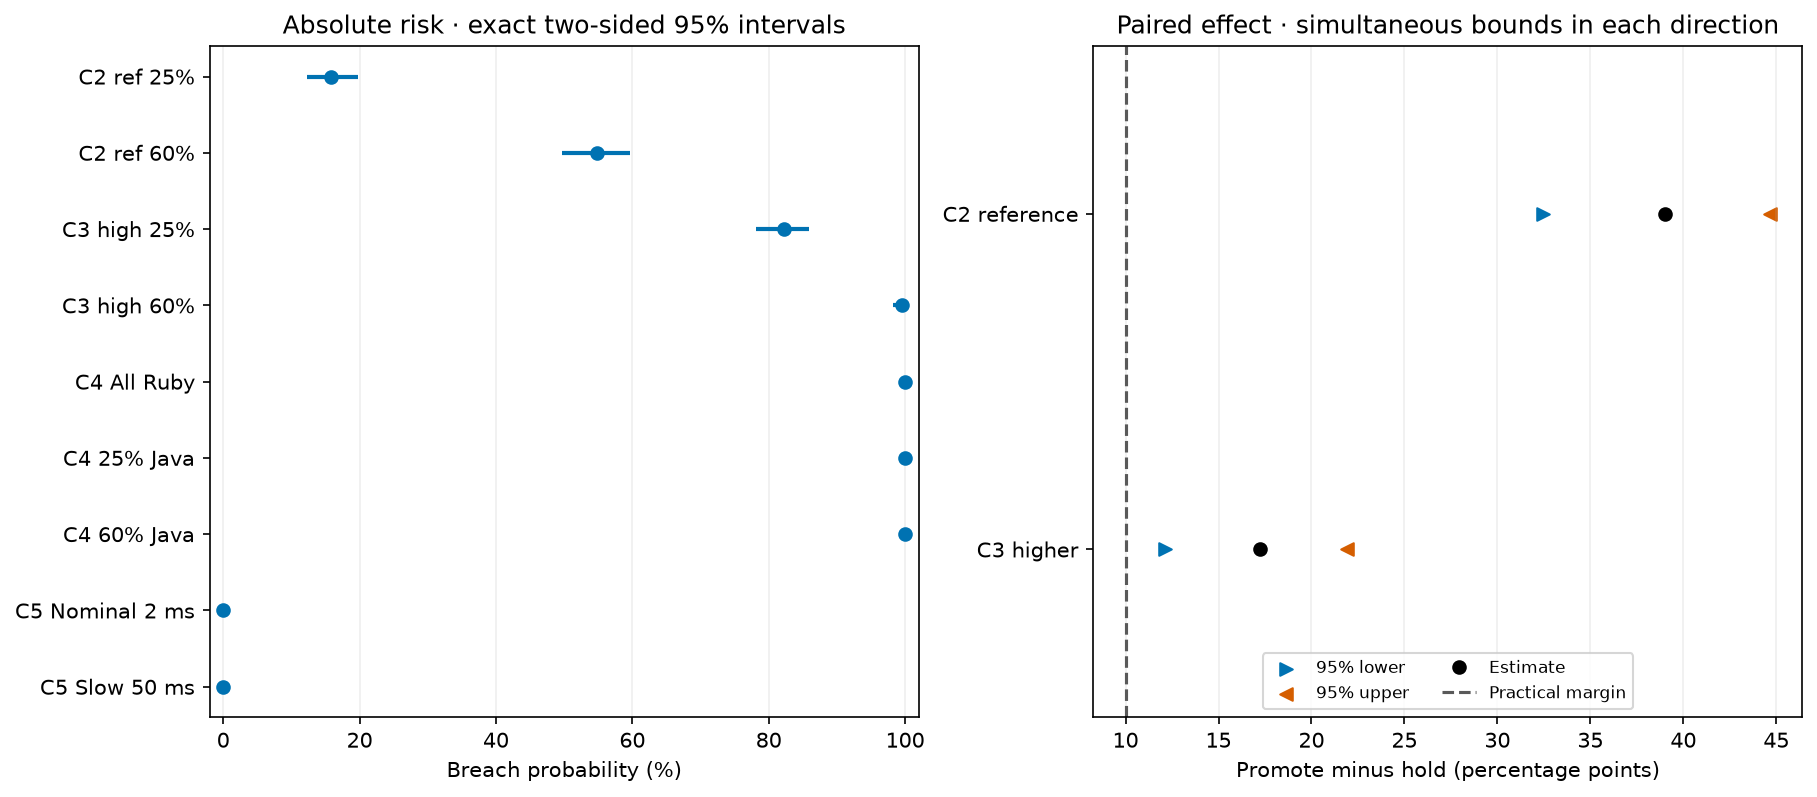 Absolute risk · exact two-sided 95% intervals
C2 ref 25%
C2 ref 60%
C3 high 25%
C3 high 60%
C4 All Ruby
C4 25% Java
C4 60% Java
C5 Nominal 2 ms
C5 Slow 50 ms
0 20 40 60 80 100
Breach probability (%)
Paired effect · simultaneous bounds in each direction
C2 reference
C3 higher
95% lower
95% upper
Estimate
Practical margin
10 15 20 25 30 35 40 45
Promote minus hold (percentage points)